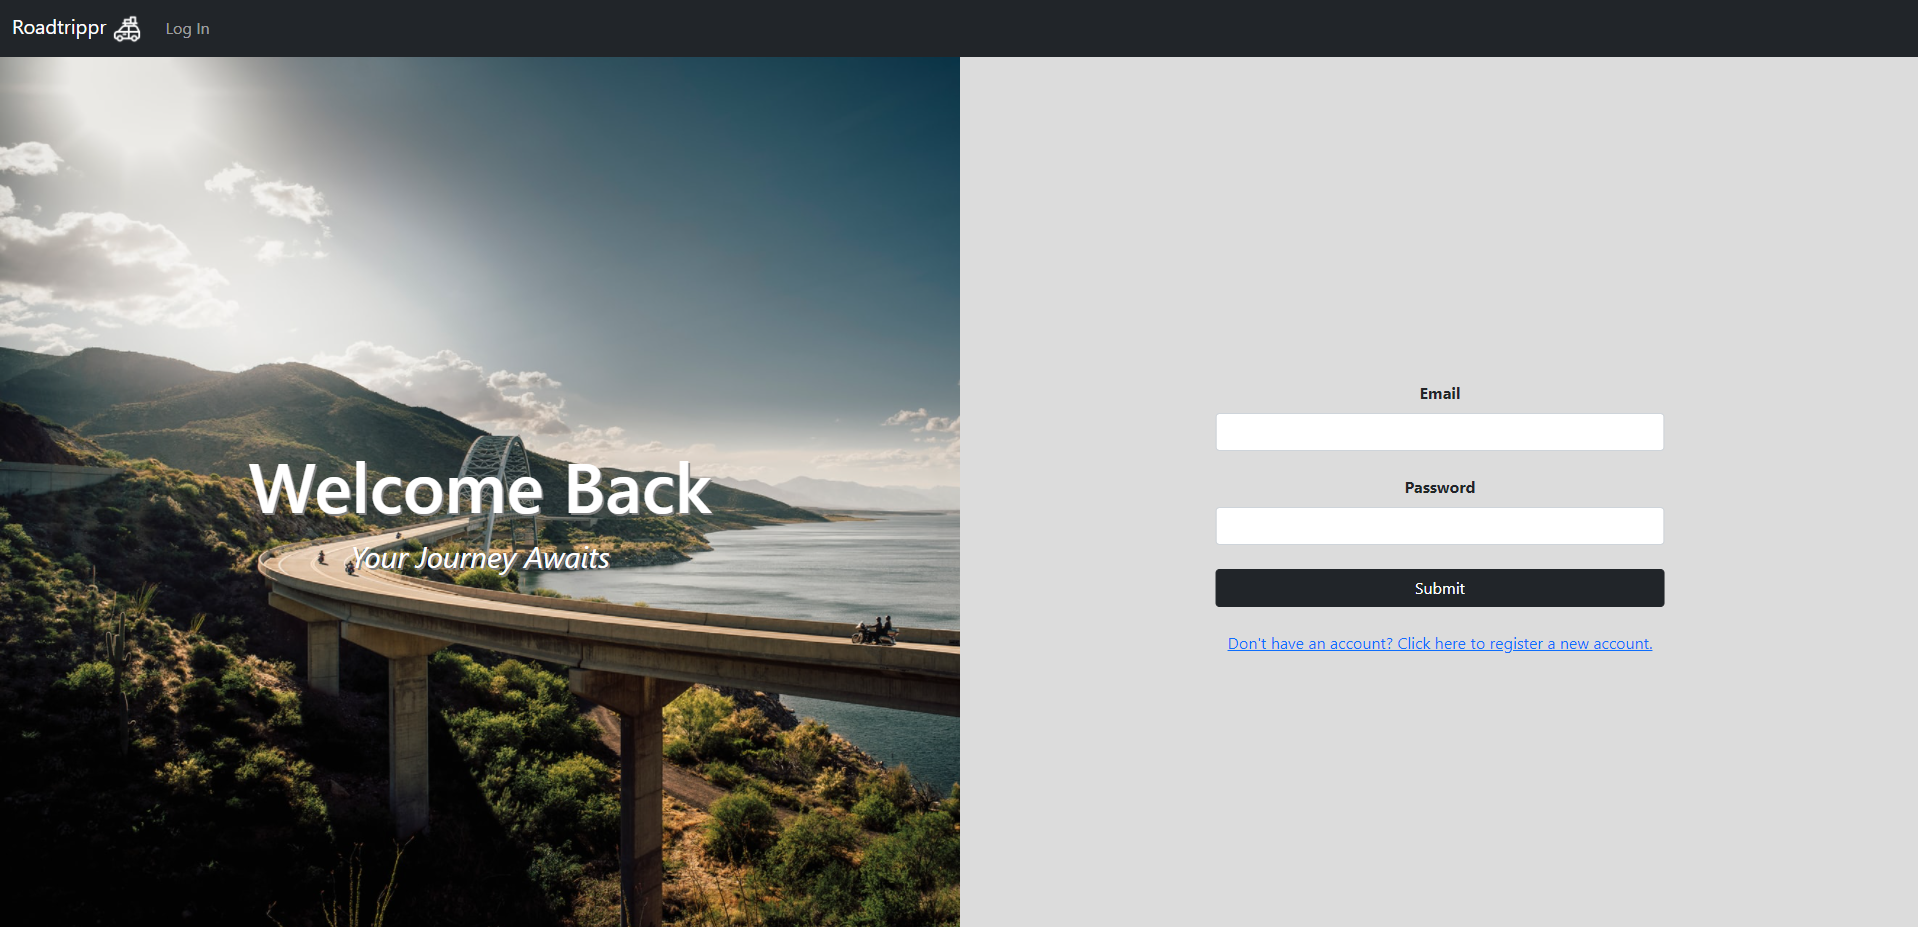 Roadtrippr
Log In
Welcome Back
Your Journey Awaits
Email
Password
Submit
Don't have an account? Click here to register a new account.